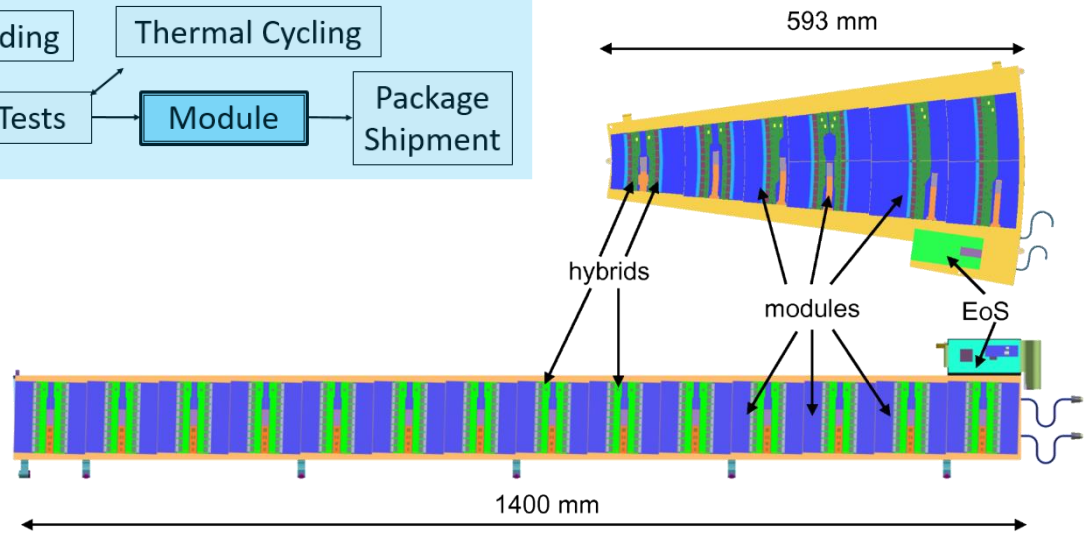 ding
Thermal Cycling
Tests
Module
Package
Shipment
593 mm
hybrids
modules
EoS
1400 mm